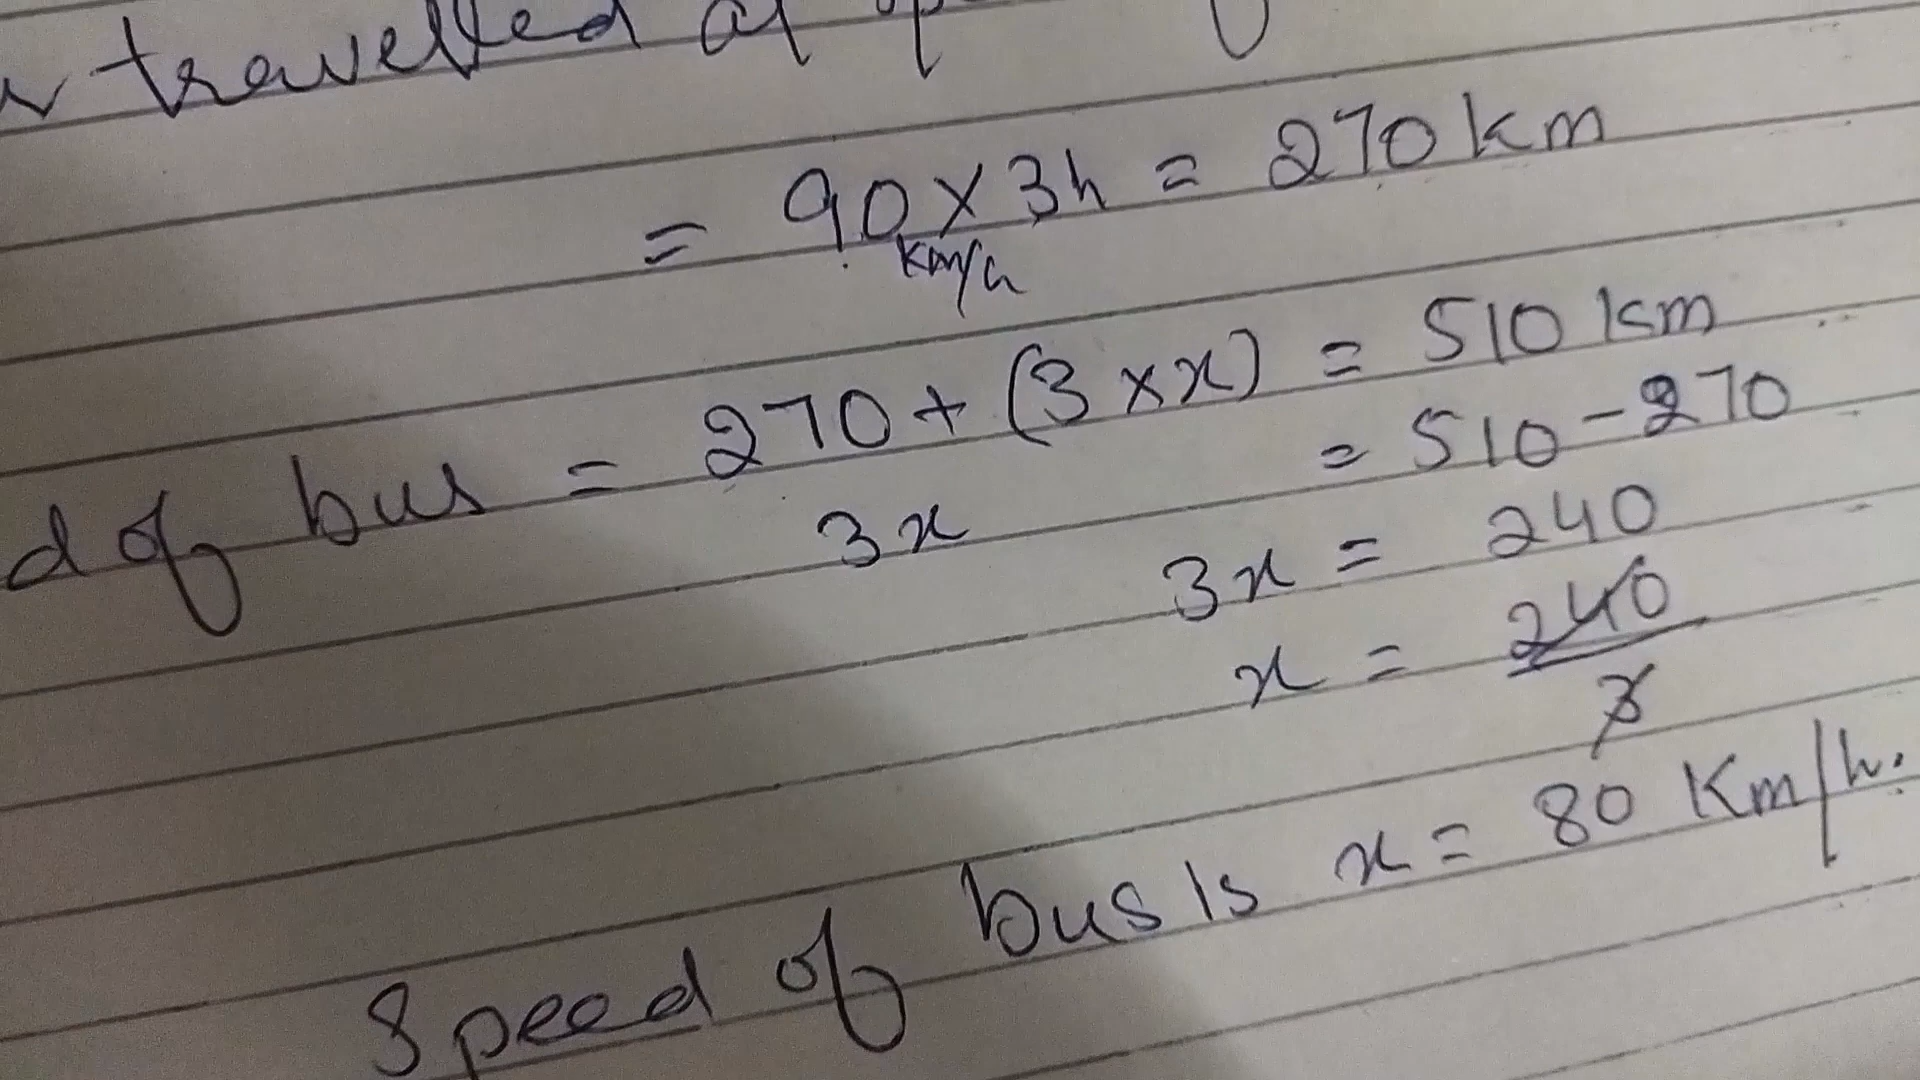 travelled at
= 90 x 3h = 270 km
km/h
d of bus = 270 + (3 x x) = 510 km
3x = 510 - 270
3x = 240
x = 240/3
Speed of bus is x = 80 Km/h.